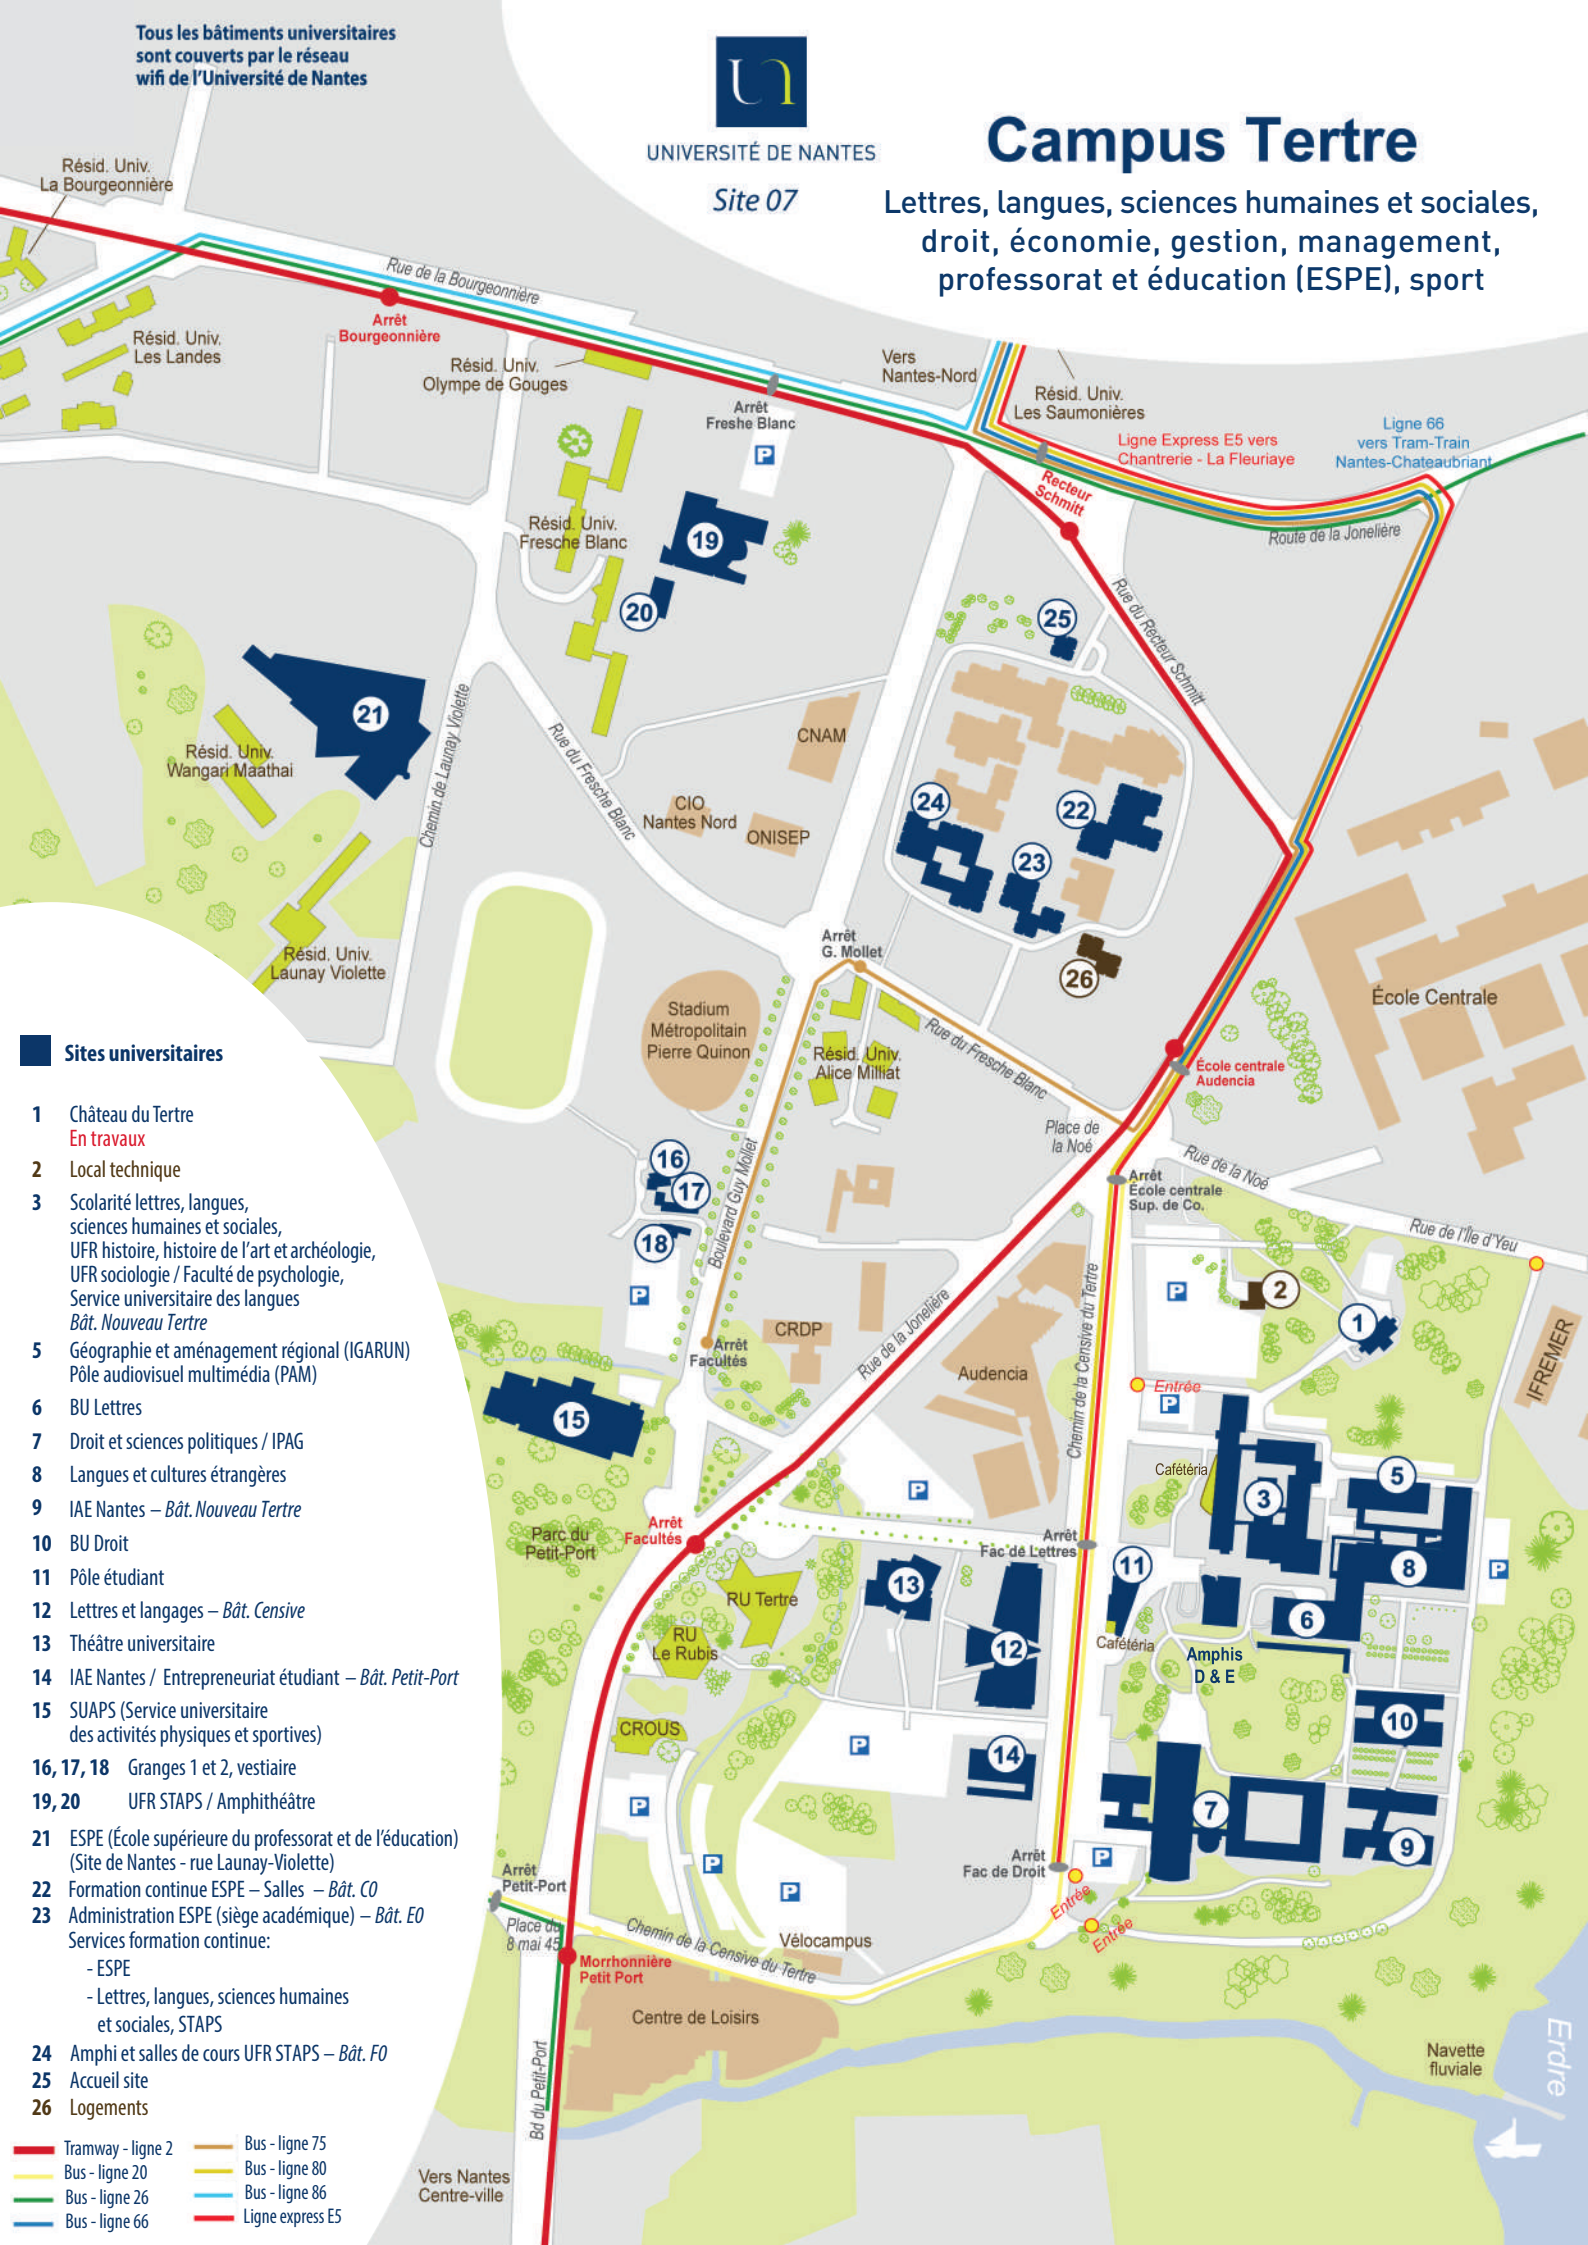 Tous les bâtiments universitaires
sont couverts par le réseau
wifi de l'Université de Nantes
UNIVERSITÉ DE NANTES
Site 07
Campus Tertre
Lettres, langues, sciences humaines et sociales,
droit, économie, gestion, management,
professorat et éducation (ESPE), sport
Résid. Univ.
La Bourgeonnière
Rue de la Bourgeonnière
Arrêt
Bourgeonnière
Résid. Univ.
Les Landes
Résid. Univ.
Olympe de Gouges
Arrêt
Freshe Blanc
P
Vers
Nantes-Nord
Résid. Univ.
Les Saumonières
Ligne Express E5 vers
Chantrerie - La Fleuriaye
Ligne 66
vers Tram-Train
Nantes-Chateaubriant
Recteur
Schmitt
Route de la Jonelière
Résid. Univ.
Fresche Blanc
19
20
25
Rue du Recteur Schmitt
21
Résid. Univ.
Wangari Maathai
Chemin de Launay Violette
Rue du Fresche Blanc
CNAM
CIO
Nantes Nord
ONISEP
24
22
23
26
Arrêt
G. Mollet
Résid. Univ.
Launay Violette
Stadium
Métropolitain
Pierre Quinon
Résid. Univ.
Alice Milliat
Rue du Fresche Blanc
École Centrale
École centrale
Audencia
Place de
la Noé
Rue de la Noé
Arrêt
École centrale
Sup. de Co.
Rue de l'Île d'Yeu
16
17
18
Boulevard Guy Mollet
P
P
2
1
IFREMER
CRDP
Arrêt
Facultés
Rue de la Jonelière
Audencia
Chemin de la Censive du Tertre
Entrée
P
15
Cafétéria
3
5
P
Arrêt
Facultés
Parc du
Petit-Port
Arrêt
Fac de Lettres
11
8
P
13
RU Tertre
RU
Le Rubis
12
6
Cafétéria
Amphis
D & E
CROUS
P
14
10
P
7
9
P
P
P
Arrêt
Fac de Droit
Entrée
Entrée
Arrêt
Petit-Port
Place du
8 mai 45
Chemin de la Censive du Tertre
Vélocampus
Morrhonnière
Petit Port
Centre de Loisirs
Bd du Petit-Port
Navette
fluviale
Erdre
Vers Nantes
Centre-ville
Sites universitaires
1 Château du Tertre
En travaux
2 Local technique
3 Scolarité lettres, langues,
sciences humaines et sociales,
UFR histoire, histoire de l'art et archéologie,
UFR sociologie / Faculté de psychologie,
Service universitaire des langues
Bât. Nouveau Tertre
5 Géographie et aménagement régional (IGARUN)
Pôle audiovisuel multimédia (PAM)
6 BU Lettres
7 Droit et sciences politiques / IPAG
8 Langues et cultures étrangères
9 IAE Nantes – Bât. Nouveau Tertre
10 BU Droit
11 Pôle étudiant
12 Lettres et langages – Bât. Censive
13 Théâtre universitaire
14 IAE Nantes / Entrepreneuriat étudiant – Bât. Petit-Port
15 SUAPS (Service universitaire
des activités physiques et sportives)
16, 17, 18 Granges 1 et 2, vestiaire
19, 20 UFR STAPS / Amphithéâtre
21 ESPE (École supérieure du professorat et de l'éducation)
(Site de Nantes - rue Launay-Violette)
22 Formation continue ESPE – Salles – Bât. C0
23 Administration ESPE (siège académique) – Bât. E0
Services formation continue:
- ESPE
- Lettres, langues, sciences humaines
et sociales, STAPS
24 Amphi et salles de cours UFR STAPS – Bât. F0
25 Accueil site
26 Logements
Tramway - ligne 2
Bus - ligne 20
Bus - ligne 26
Bus - ligne 66
Bus - ligne 75
Bus - ligne 80
Bus - ligne 86
Ligne express E5